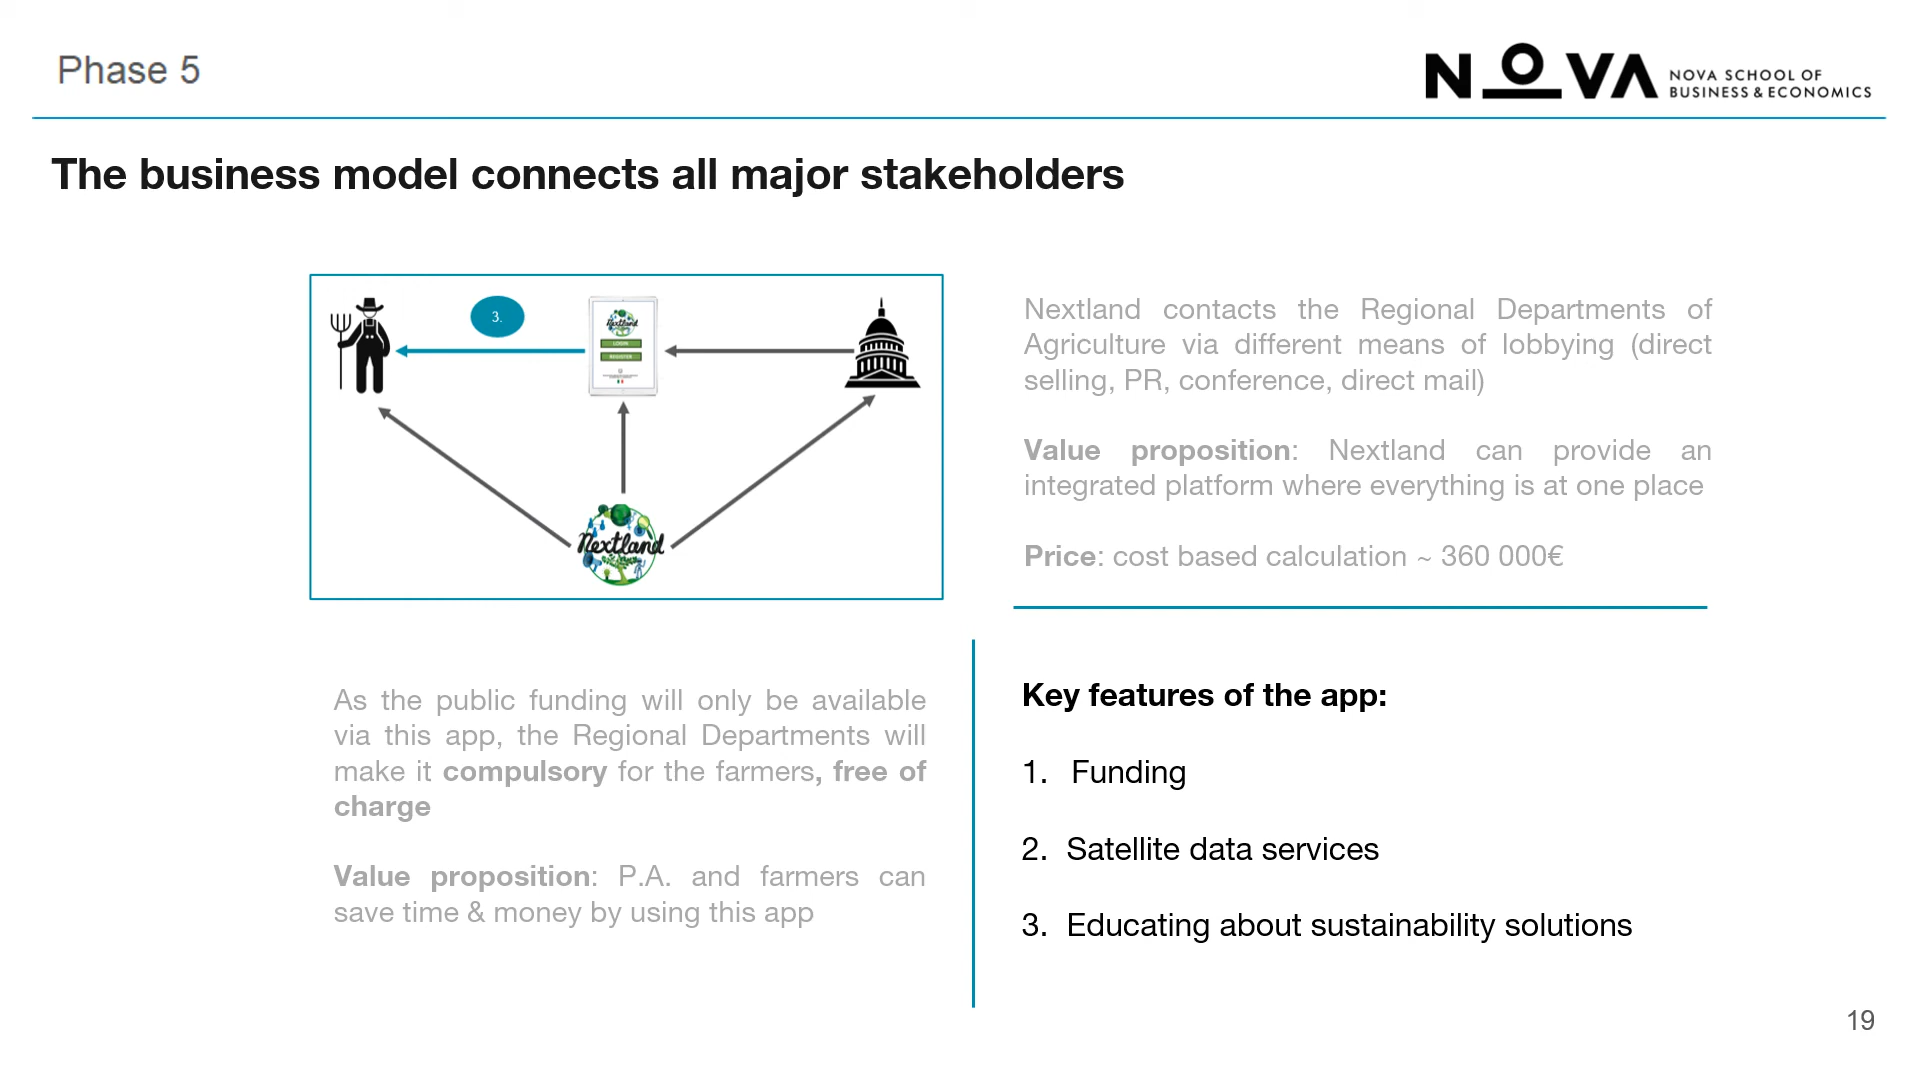 Phase 5
NOVA
NOVA SCHOOL OF
BUSINESS & ECONOMICS
The business model connects all major stakeholders
3.
Nextland
LOGIN
REGISTER
Nextland
Nextland contacts the Regional Departments of
Agriculture via different means of lobbying (direct
selling, PR, conference, direct mail)
Value proposition: Nextland can provide an
integrated platform where everything is at one place
Price: cost based calculation ~ 360 000€
As the public funding will only be available
via this app, the Regional Departments will
make it compulsory for the farmers, free of
charge
Value proposition: P.A. and farmers can
save time & money by using this app
Key features of the app:
1. Funding
2. Satellite data services
3. Educating about sustainability solutions
19